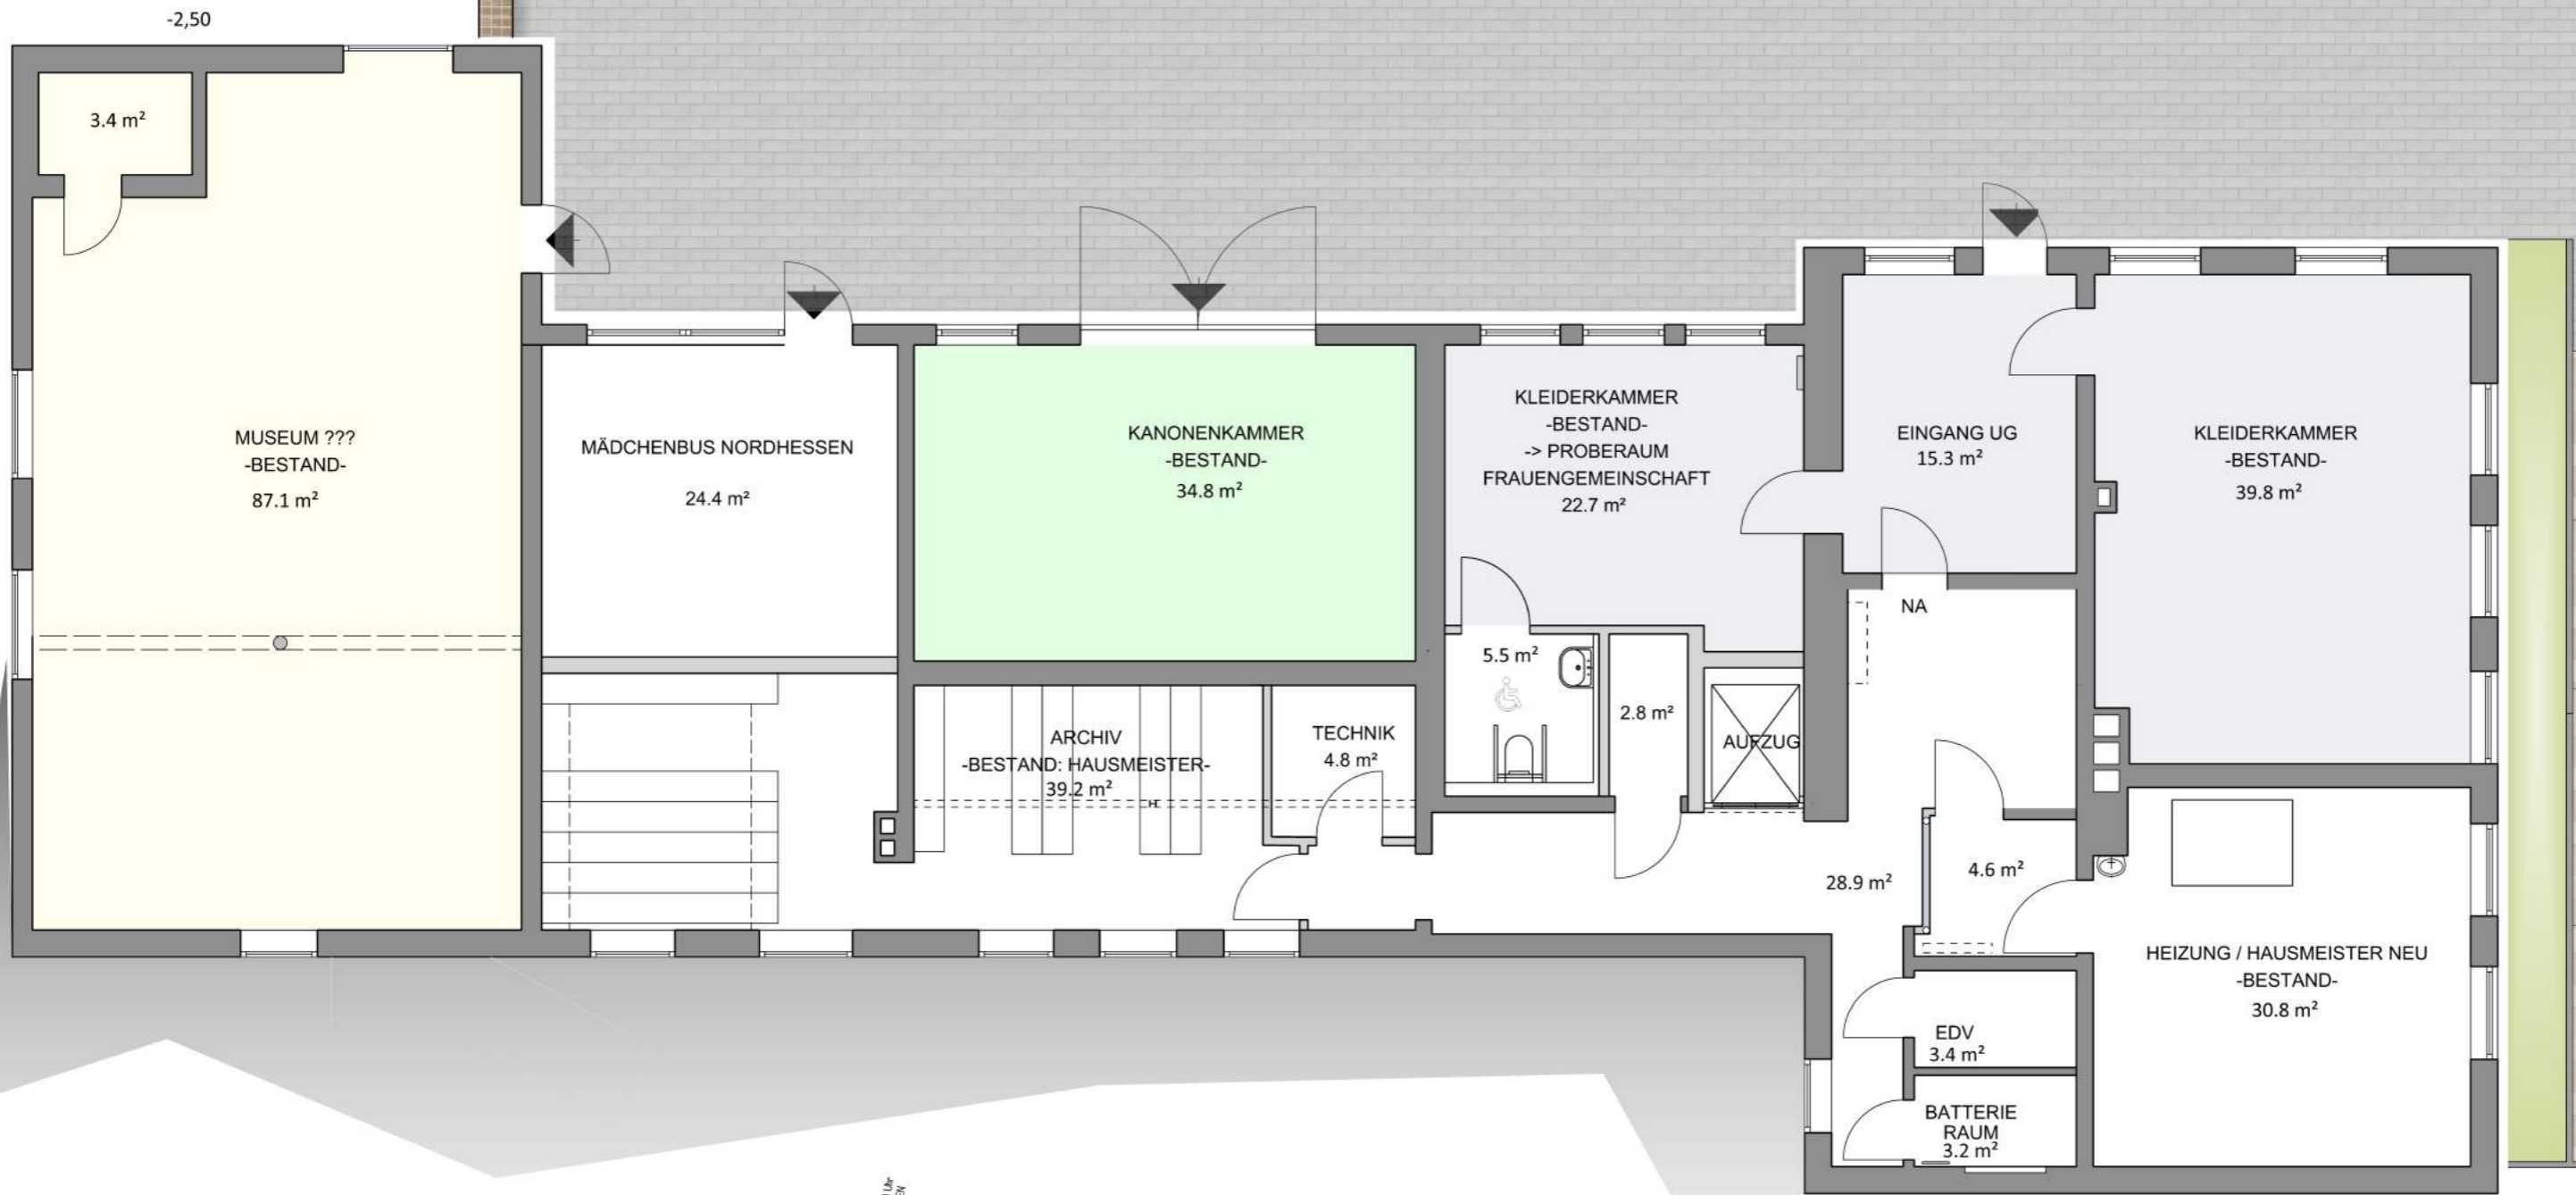 -2,50
3.4 m²
MUSEUM ???
-BESTAND-
87.1 m²
MÄDCHENBUS NORDHESSEN
24.4 m²
KANONENKAMMER
-BESTAND-
34.8 m²
KLEIDERKAMMER
-BESTAND-
-> PROBERAUM
FRAUENGEMEINSCHAFT
22.7 m²
EINGANG UG
15.3 m²
KLEIDERKAMMER
-BESTAND-
39.8 m²
NA
5.5 m²
2.8 m²
AUFZUG
ARCHIV
-BESTAND: HAUSMEISTER-
39.2 m²
TECHNIK
4.8 m²
28.9 m²
4.6 m²
HEIZUNG / HAUSMEISTER NEU
-BESTAND-
30.8 m²
EDV
3.4 m²
BATTERIE
RAUM
3.2 m²
Uhr